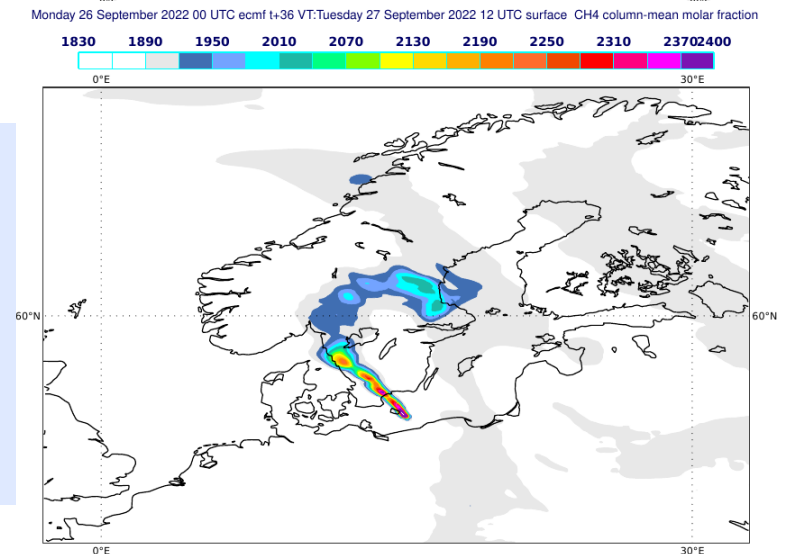 Monday 26 September 2022 00 UTC ecmf t+36 VT:Tuesday 27 September 2022 12 UTC surface  CH4 column-mean molar fraction
1830 1890 1950 2010 2070 2130 2190 2250 2310 2370 2400
0°E 30°E
60°N 60°N
0°E 30°E